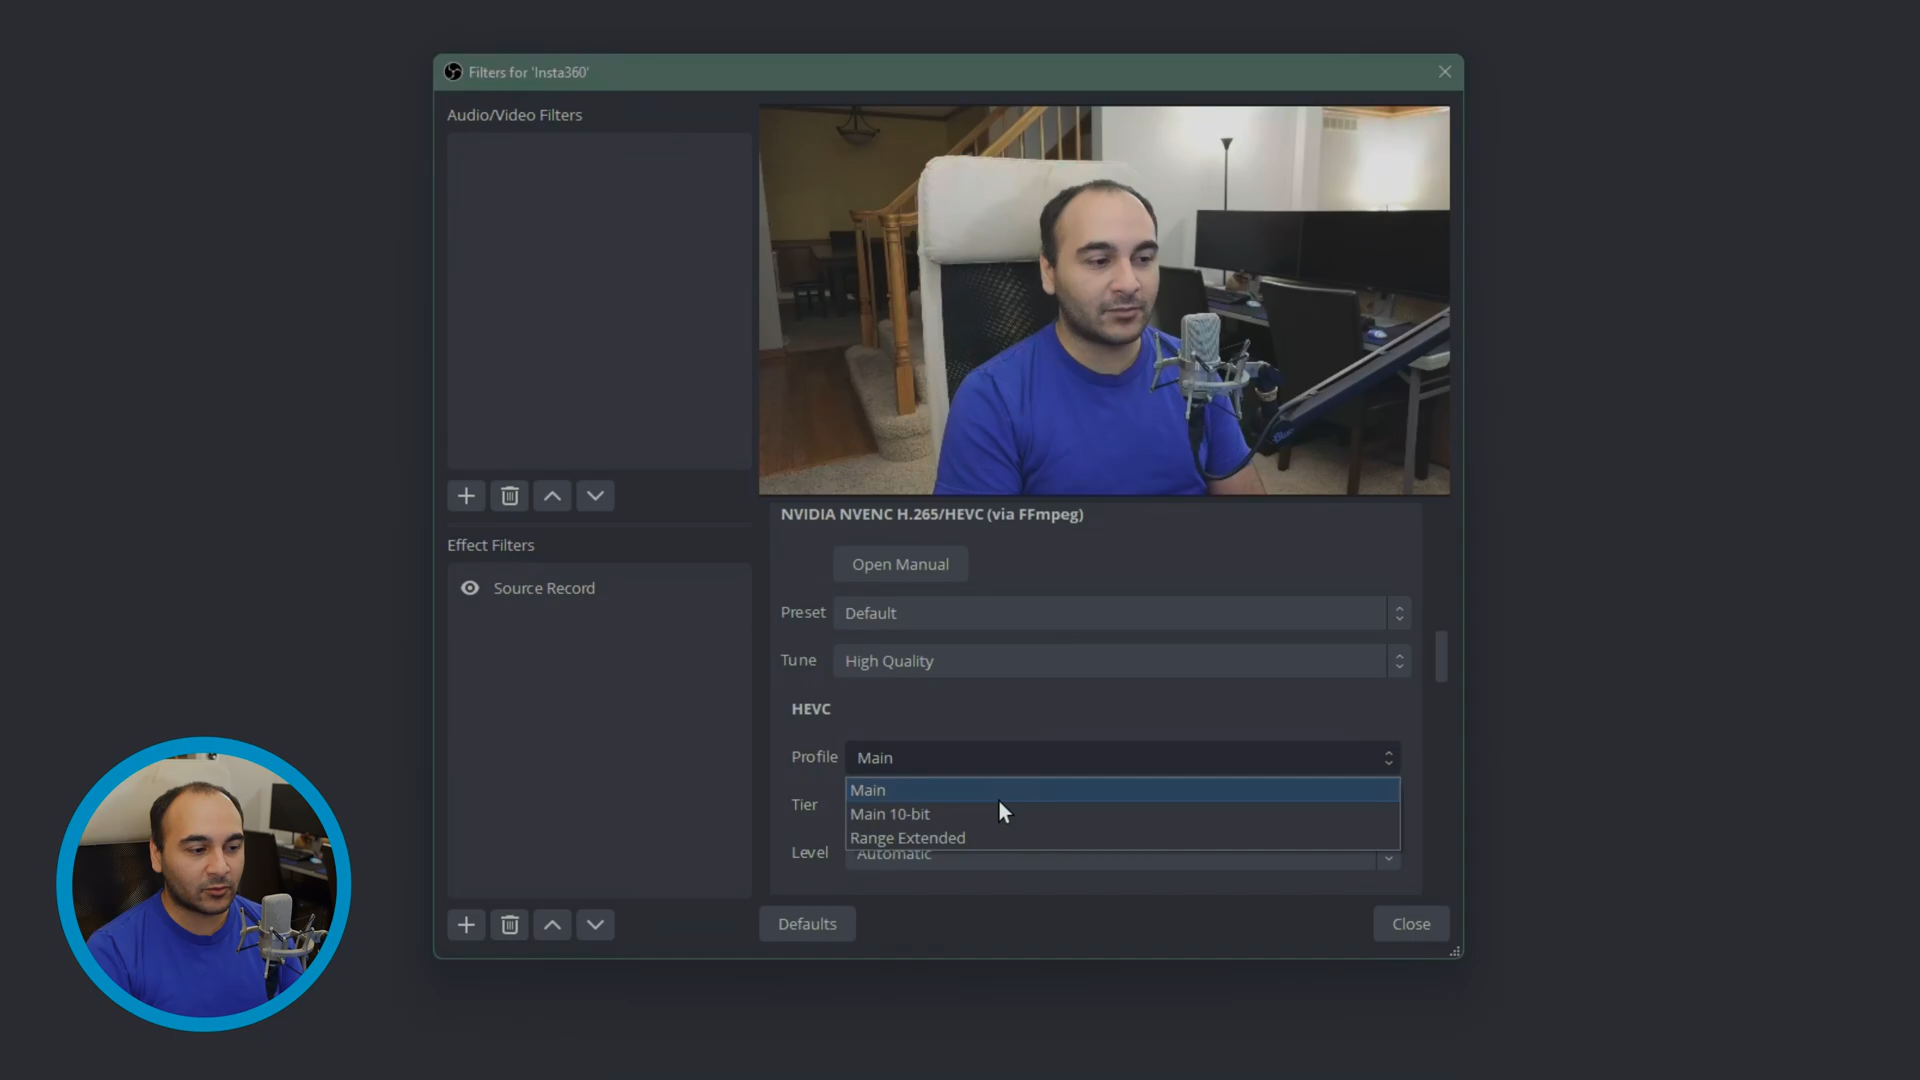 Filters for 'Insta360'
Audio/Video Filters
NVIDIA NVENC H.265/HEVC (via FFmpeg)
Open Manual
Effect Filters
Source Record
Preset
Default
Tune
High Quality
HEVC
Profile
Main
Main
Tier
Main 10-bit
Range Extended
Level
Automatic
Defaults
Close